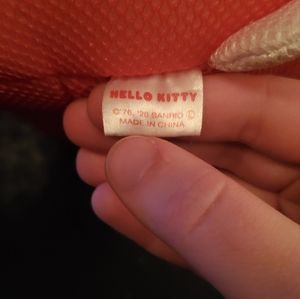 HELLO KITTY
©'76, '20 SANRIO ©
MADE IN CHINA